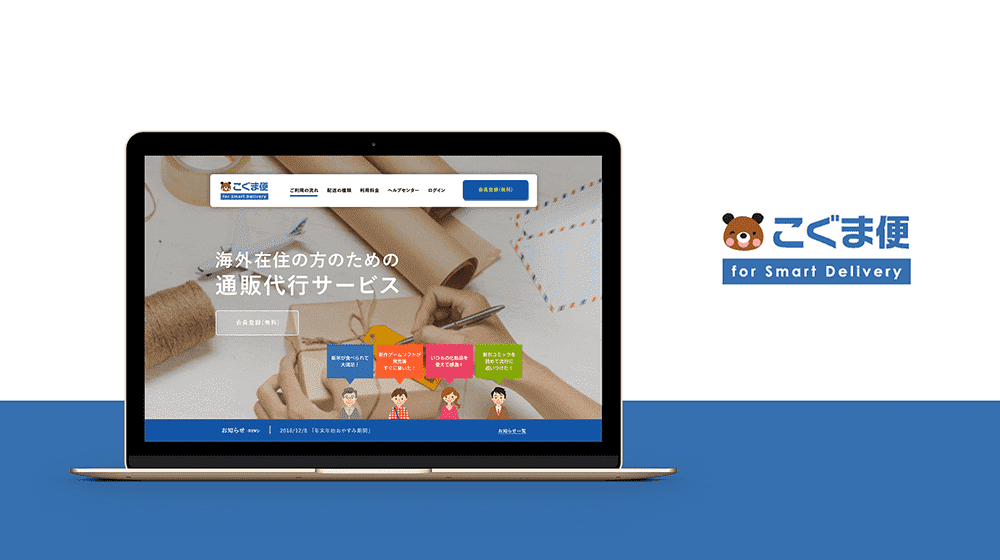 こぐま便
for Smart Delivery
ご利用の流れ 配送の種類 利用料金 ヘルプセンター ログイン
会員登録(無料)
海外在住の方のための
通販代行サービス
会員登録(無料)
新米が食べられて
大満足!
新作ゲームソフトが
発売後
すぐに届いた!
いつもの化粧品を
使えて感激!
新刊コミックを
読めて流行に
追いつけた!
お知らせ 2018/12/8 「年末年始おやすみ期間」 お知らせ一覧
こぐま便
for Smart Delivery